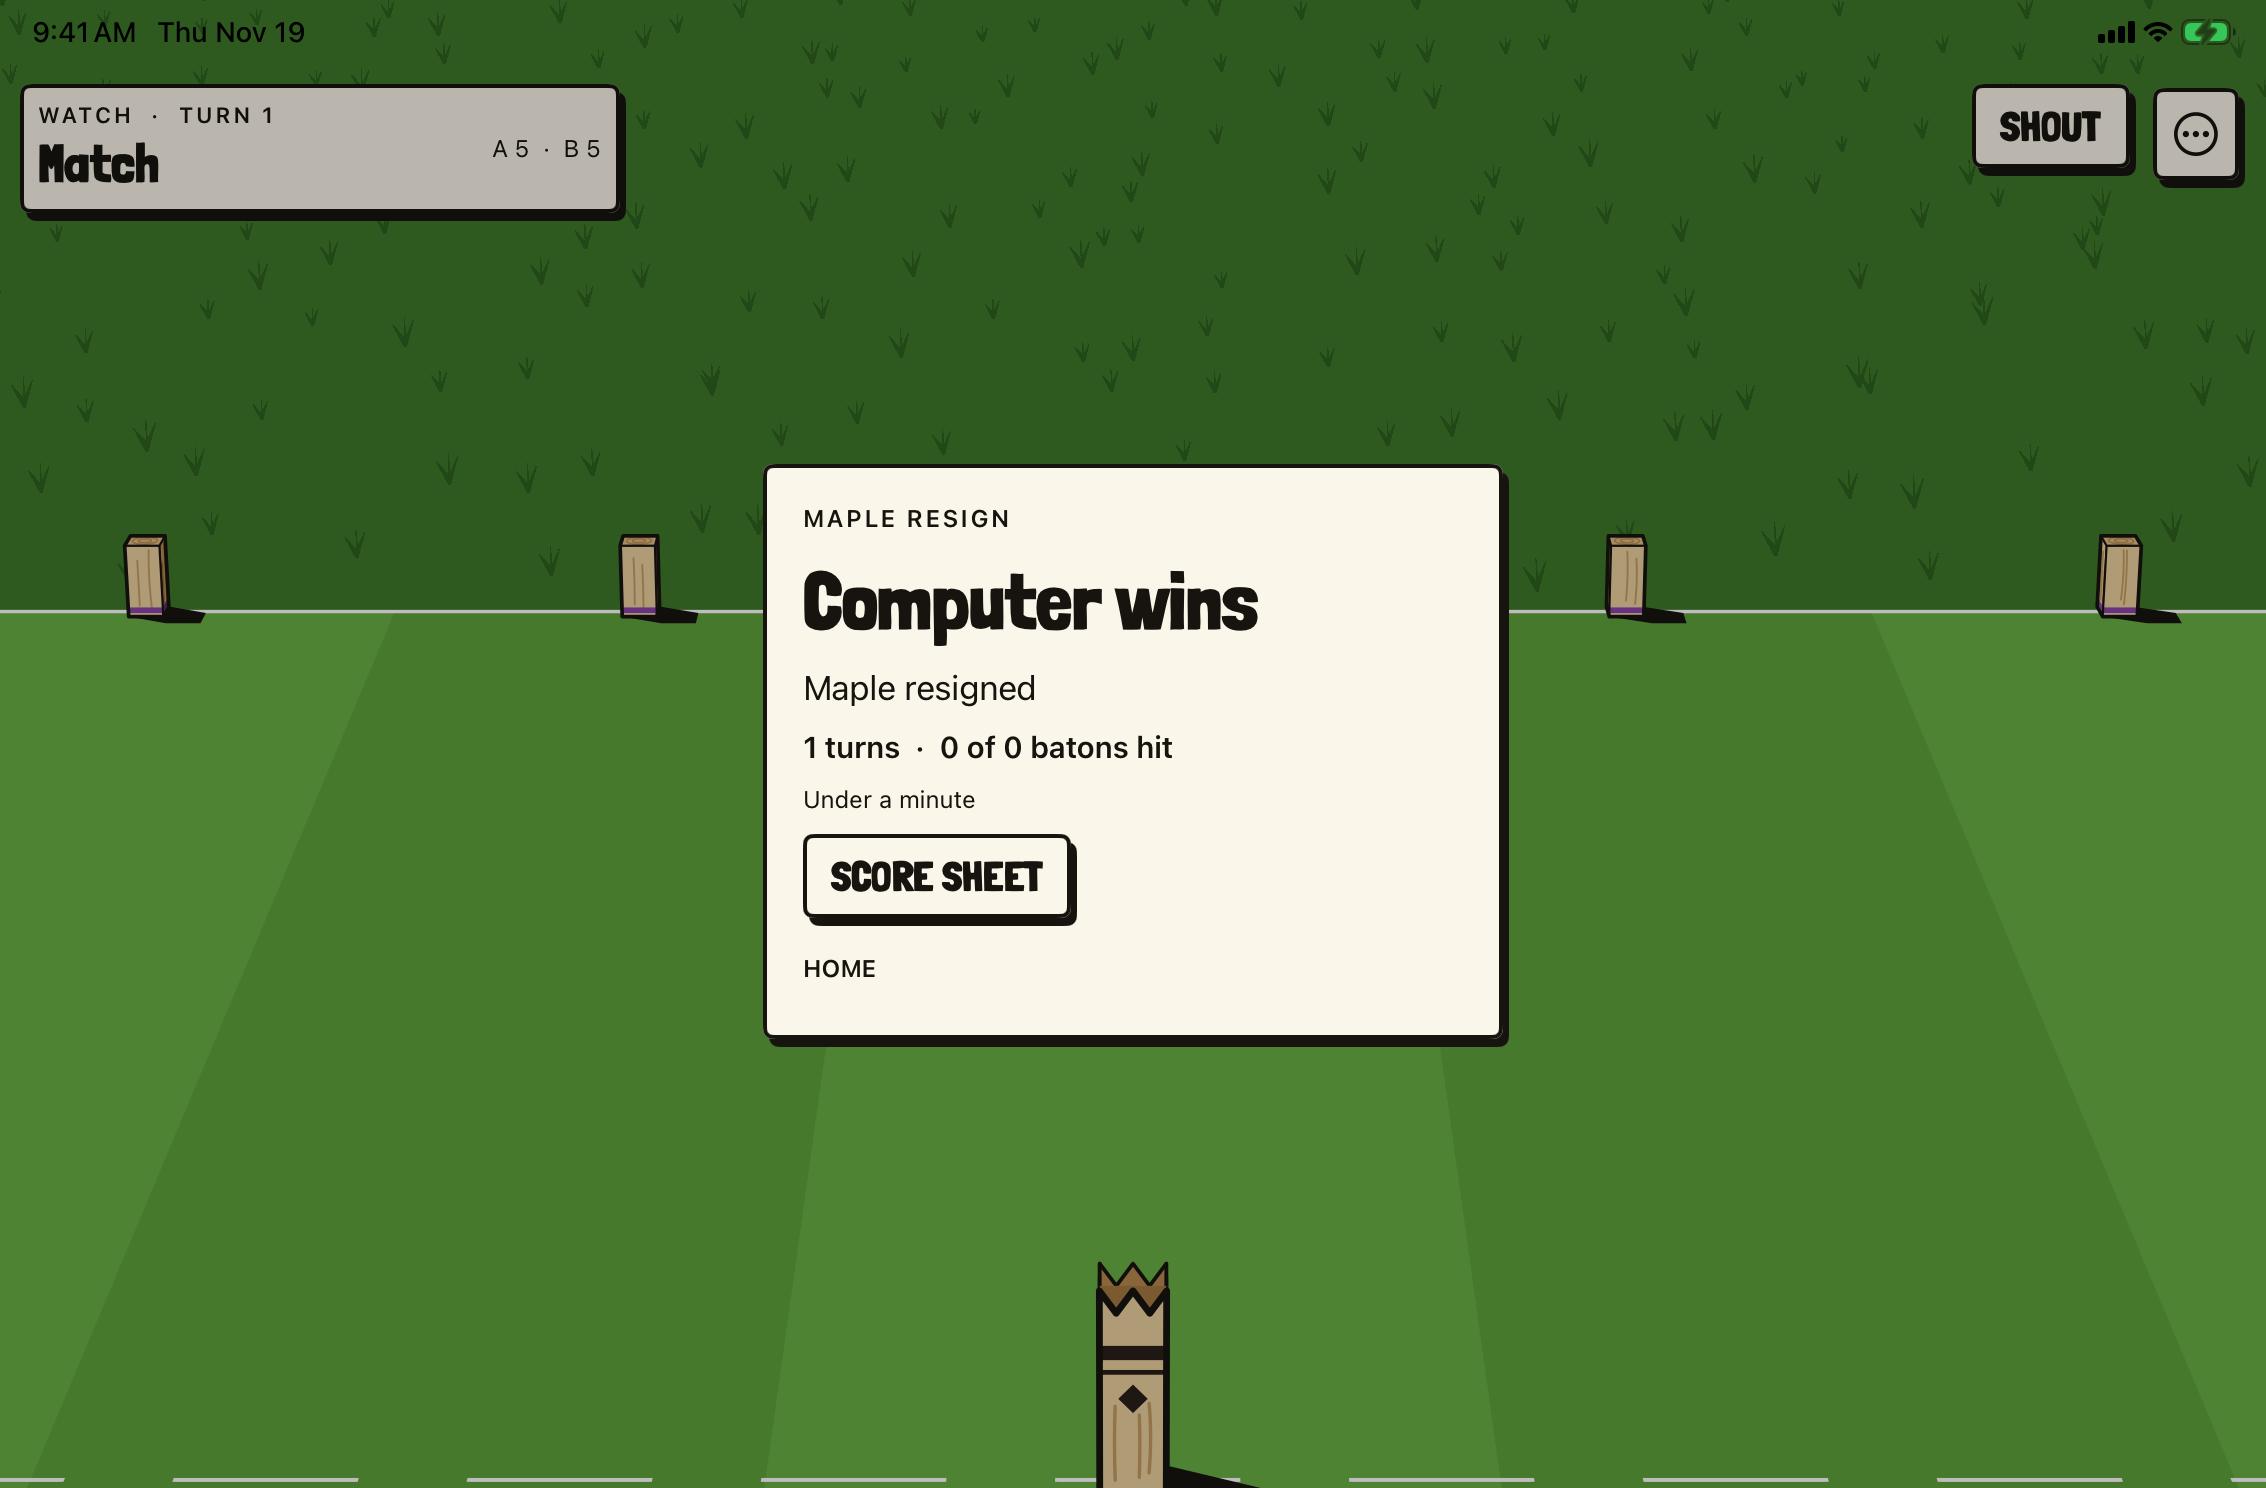 9:41 AM Thu Nov 19
WATCH · TURN 1
Match
A 5 · B 5
SHOUT
MAPLE RESIGN
Computer wins
Maple resigned
1 turns · 0 of 0 batons hit
Under a minute
SCORE SHEET
HOME